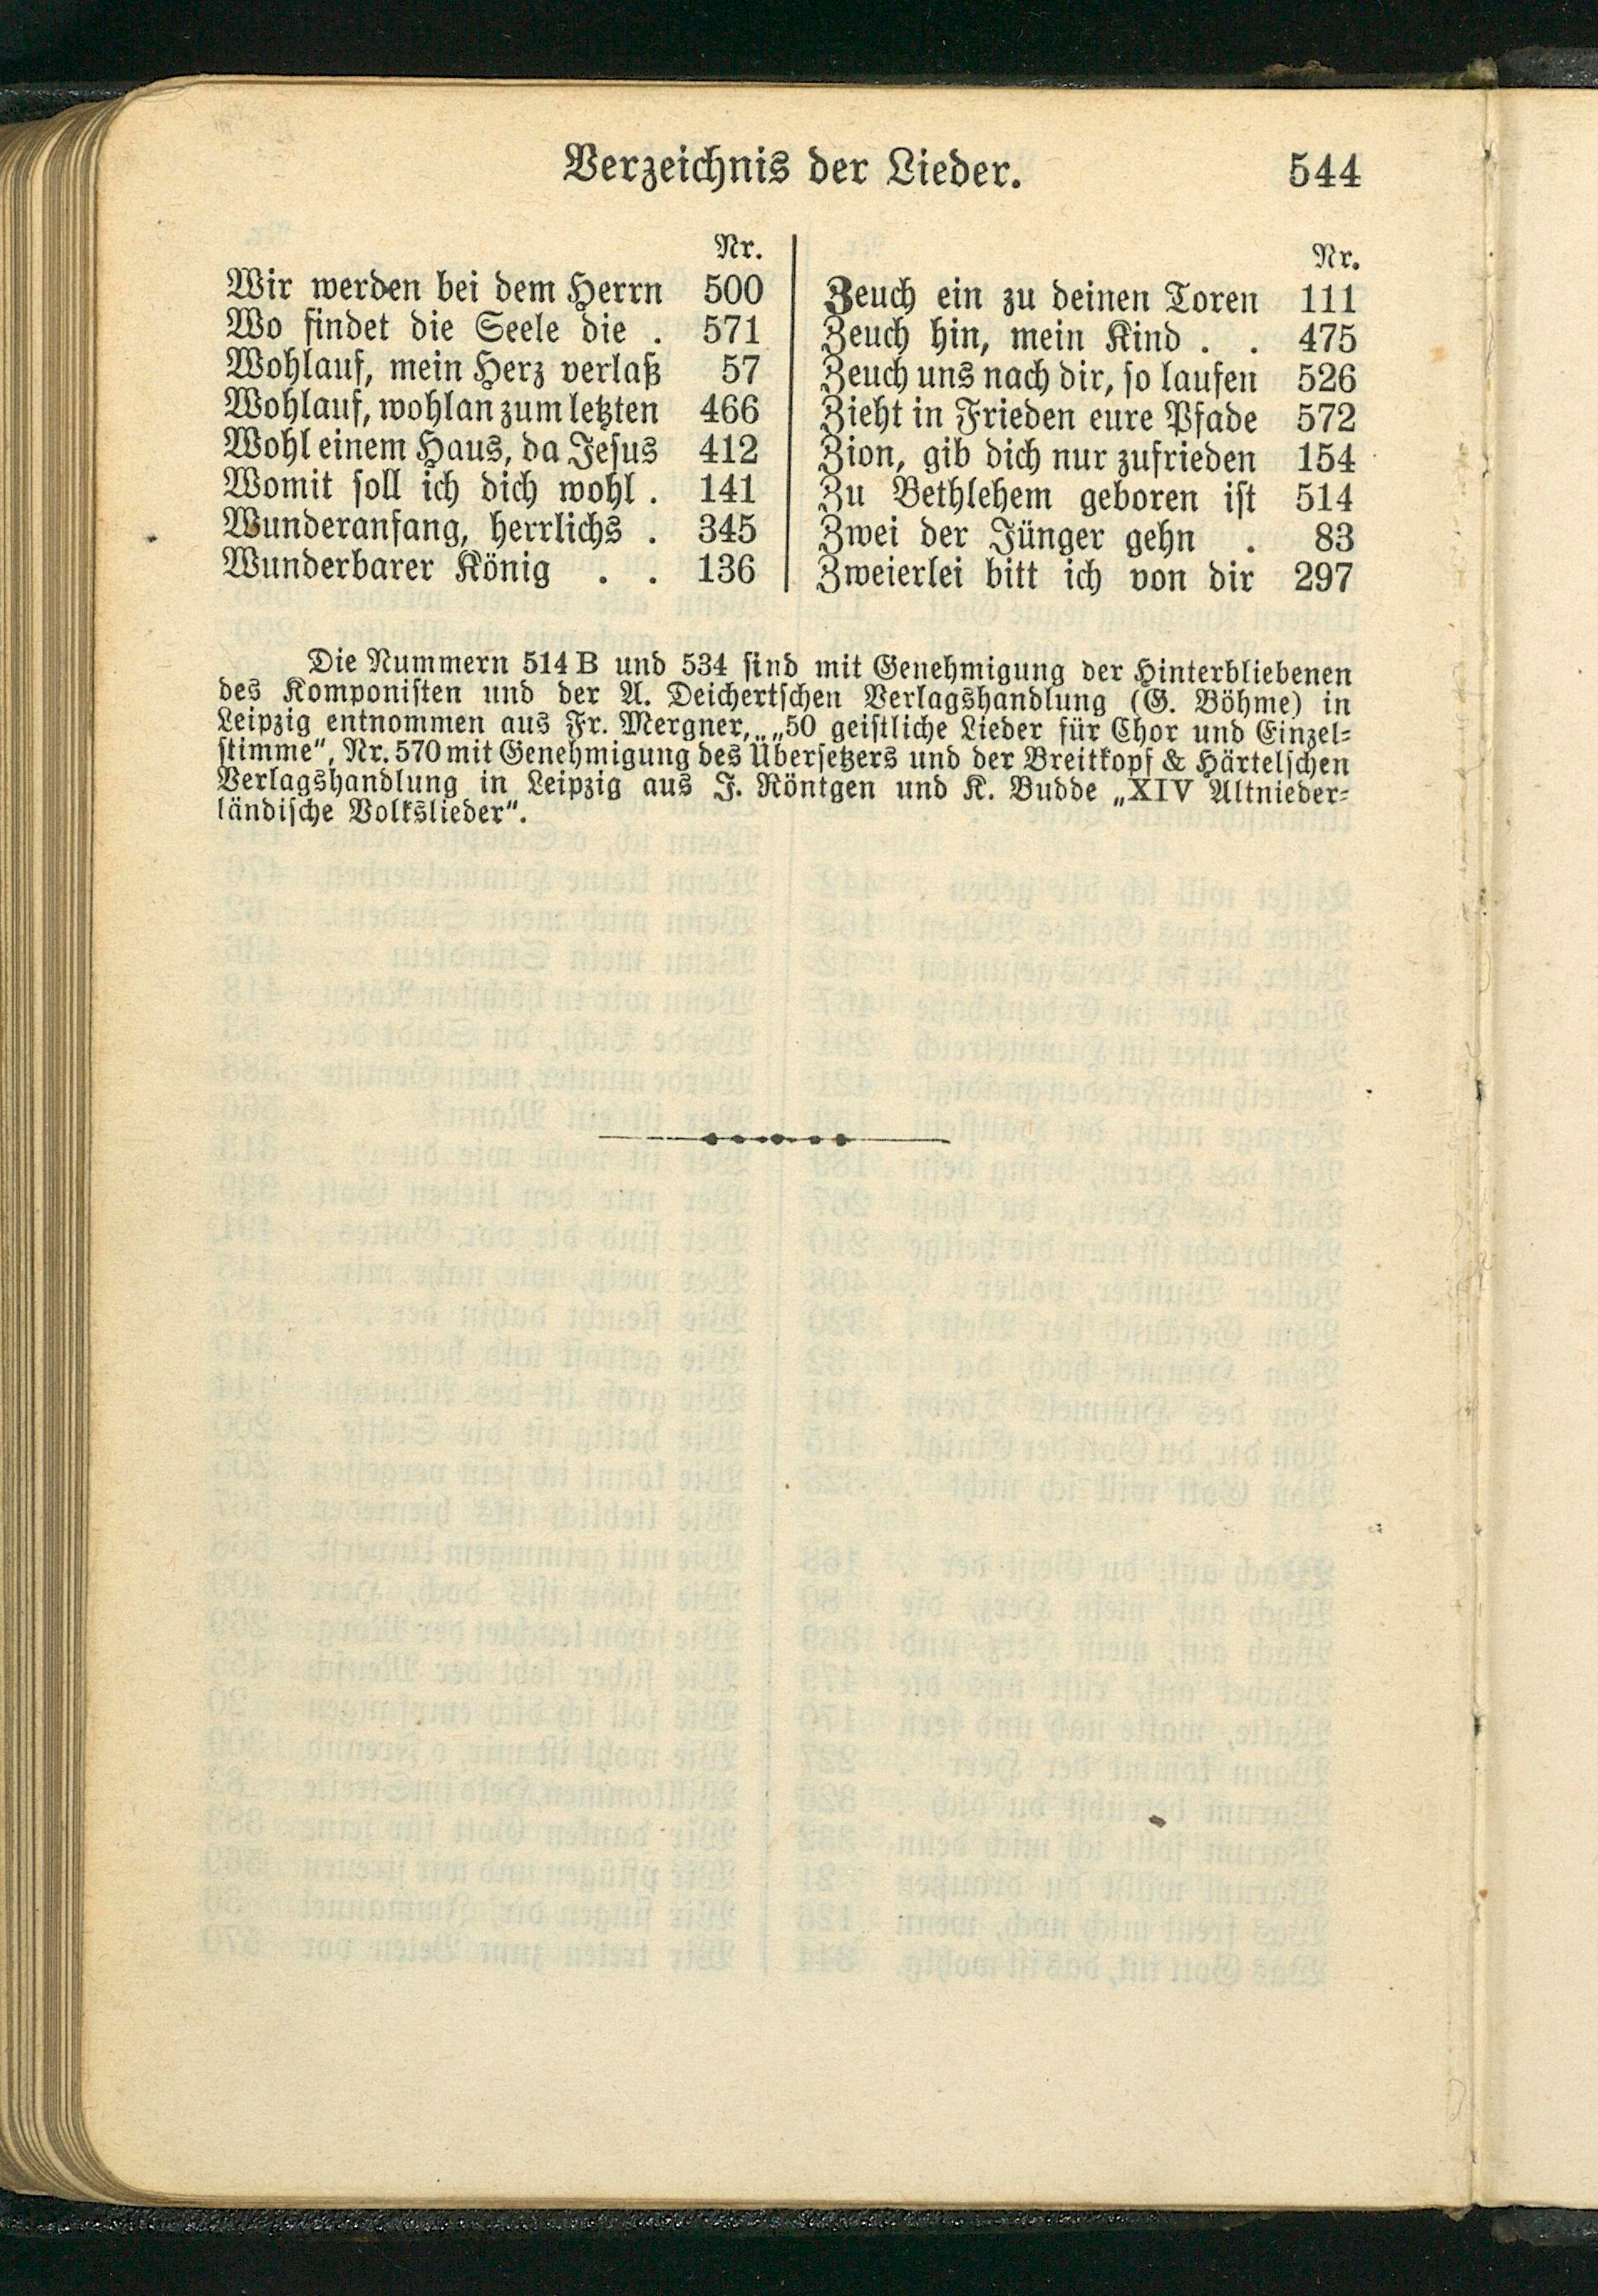 Verzeichnis der Lieder. 544
Nr.
Wir werden bei dem Herrn 500
Wo findet die Seele die . 571
Wohlauf, mein Herz verlaß 57
Wohlauf, wohlan zum letzten 466
Wohl einem Haus, da Jesus 412
Womit soll ich dich wohl . 141
Wunderanfang, herrlichs . 345
Wunderbarer König . . 136
Nr.
Zeuch ein zu deinen Toren 111
Zeuch hin, mein Kind . . 475
Zeuch uns nach dir, so laufen 526
Zieht in Frieden eure Pfade 572
Zion, gib dich nur zufrieden 154
Zu Bethlehem geboren ist 514
Zwei der Jünger gehn . 83
Zweierlei bitt ich von dir 297
Die Nummern 514 B und 534 sind mit Genehmigung der Hinterbliebenen
des Komponisten und der A. Deichertschen Verlagshandlung (G. Böhme) in
Leipzig entnommen aus Fr. Mergner, „„50 geistliche Lieder für Chor und Einzel-
stimme“, Nr. 570 mit Genehmigung des Übersetzers und der Breitkopf & Härtelschen
Verlagshandlung in Leipzig aus J. Röntgen und K. Budde „XIV Altnieder-
ländische Volkslieder“.